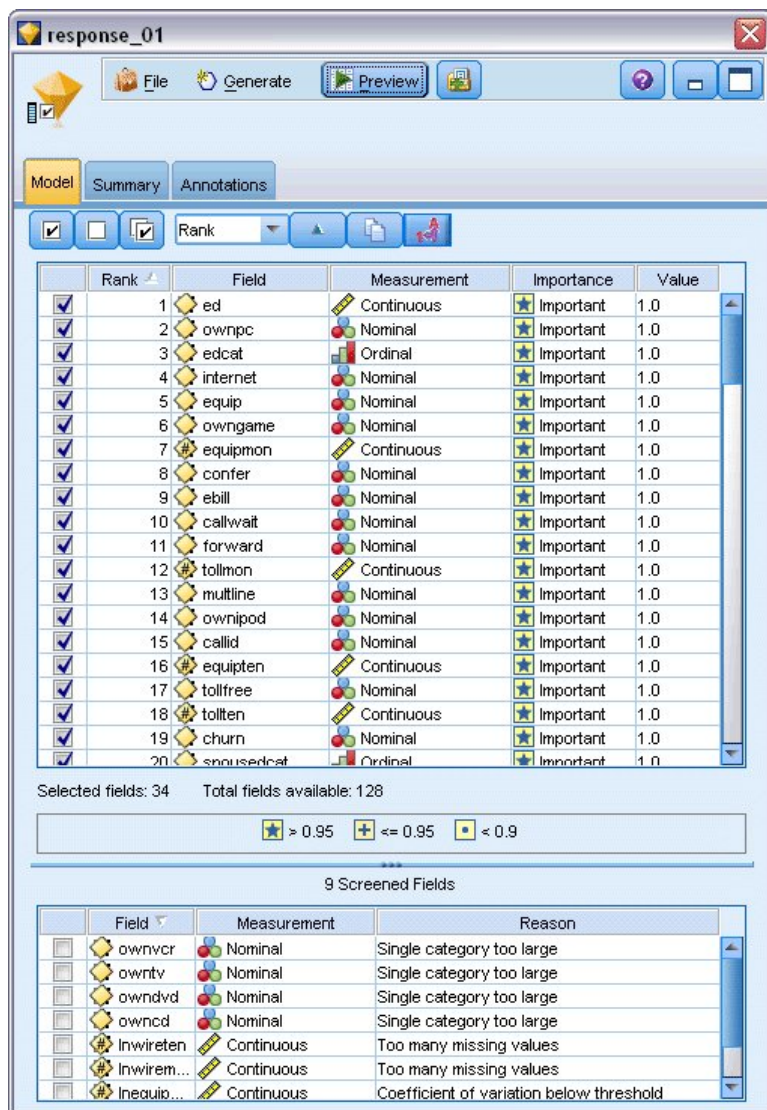 response_01
File Generate Preview
Model Summary Annotations
Rank
Rank Field Measurement Importance Value
1 ed Continuous Important 1.0
2 ownpc Nominal Important 1.0
3 edcat Ordinal Important 1.0
4 internet Nominal Important 1.0
5 equip Nominal Important 1.0
6 owngame Nominal Important 1.0
7 equipmon Continuous Important 1.0
8 confer Nominal Important 1.0
9 ebill Nominal Important 1.0
10 callwait Nominal Important 1.0
11 forward Nominal Important 1.0
12 tollmon Continuous Important 1.0
13 multline Nominal Important 1.0
14 ownipod Nominal Important 1.0
15 callid Nominal Important 1.0
16 equipten Continuous Important 1.0
17 tollfree Nominal Important 1.0
18 tollten Continuous Important 1.0
19 churn Nominal Important 1.0
20 spousedcat Ordinal Important 1.0
Selected fields: 34 Total fields available: 128
> 0.95 <= 0.95 < 0.9
9 Screened Fields
Field Measurement Reason
ownvcr Nominal Single category too large
owntv Nominal Single category too large
owndvd Nominal Single category too large
owncd Nominal Single category too large
lnwireten Continuous Too many missing values
lnwirem... Continuous Too many missing values
lnequip... Continuous Coefficient of variation below threshold